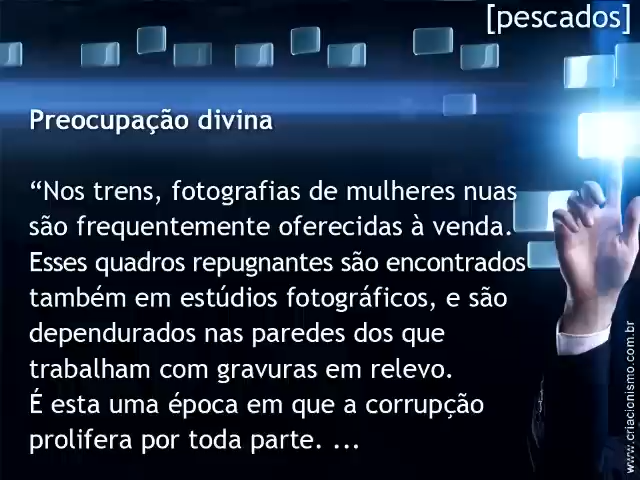 [pescados]
Preocupação divina
“Nos trens, fotografias de mulheres nuas
são frequentemente oferecidas à venda.
Esses quadros repugnantes são encontrados
também em estúdios fotográficos, e são
dependurados nas paredes dos que
trabalham com gravuras em relevo.
É esta uma época em que a corrupção
prolifera por toda parte. ...
www.criacionismo.com.br